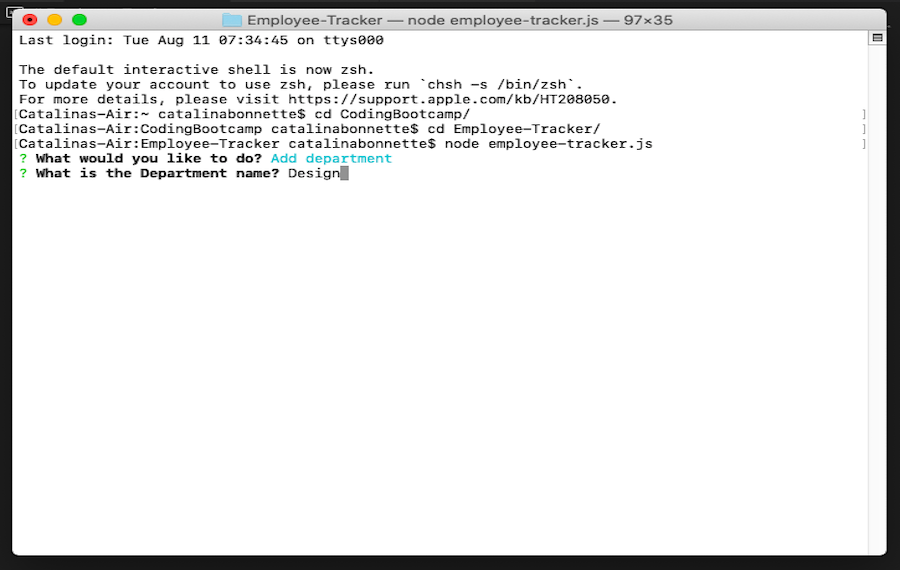 Employee-Tracker — node employee-tracker.js — 97×35
Last login: Tue Aug 11 07:34:45 on ttys000
The default interactive shell is now zsh.
To update your account to use zsh, please run `chsh -s /bin/zsh`.
For more details, please visit https://support.apple.com/kb/HT208050.
[Catalinas-Air:~ catalinabonnette$ cd CodingBootcamp/ ]
[Catalinas-Air:CodingBootcamp catalinabonnette$ cd Employee-Tracker/ ]
[Catalinas-Air:Employee-Tracker catalinabonnette$ node employee-tracker.js ]
? What would you like to do? Add department
? What is the Department name? Design